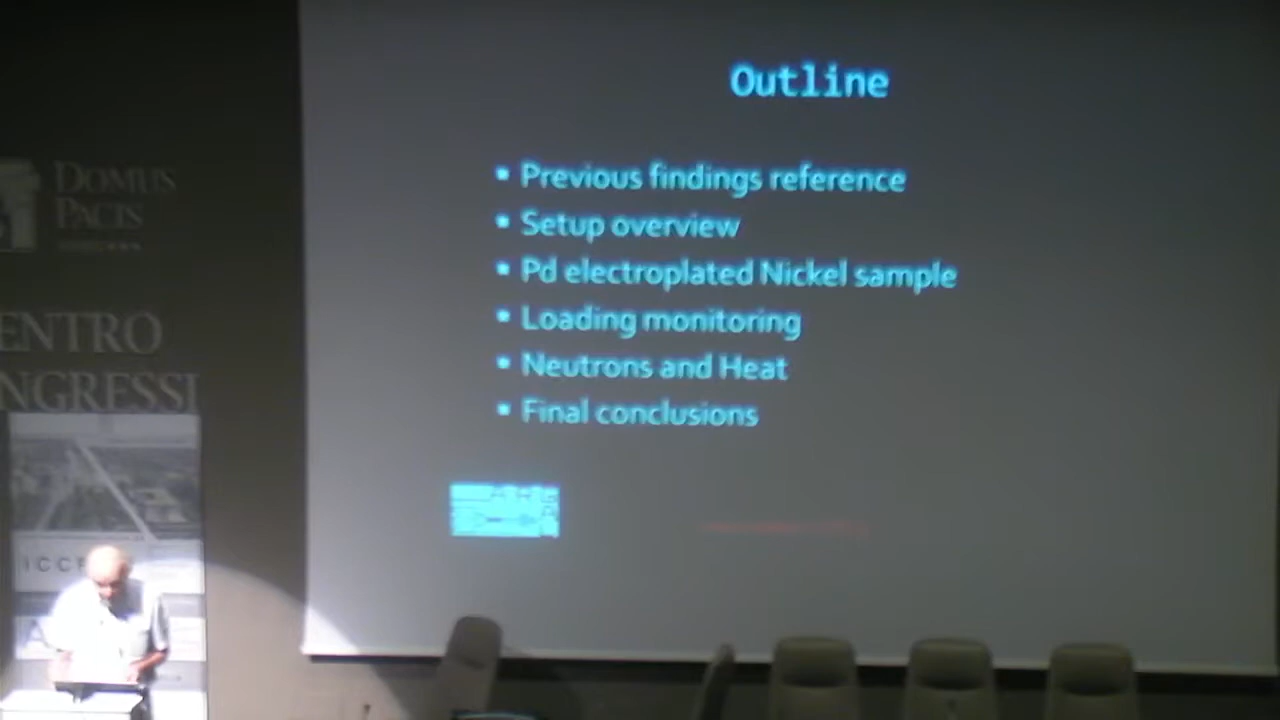 Outline
▪ Previous findings reference
▪ Setup overview
▪ Pd electroplated Nickel sample
▪ Loading monitoring
▪ Neutrons and Heat
▪ Final conclusions
DOMUS
PACIS
ENTRO
NGRESSI
ICCF